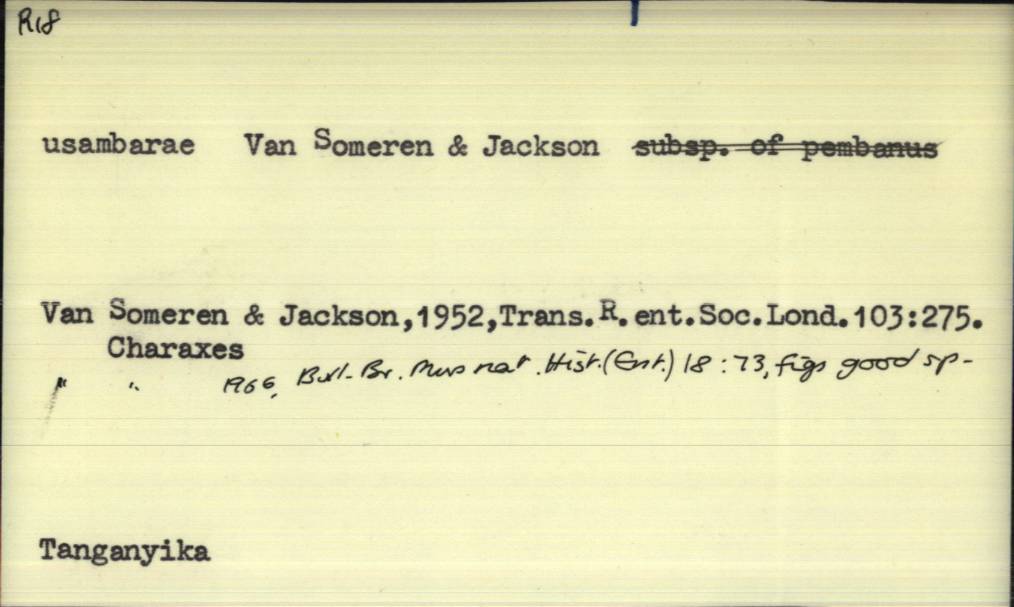 R18
usambarae Van Someren & Jackson subsp. of pembanus
Van Someren & Jackson,1952,Trans.R.ent.Soc.Lond.103:275.
Charaxes
" " 1966, Bul. Br. Mus nat. Hist.(Ent.) 18:73, figs good sp-
Tanganyika